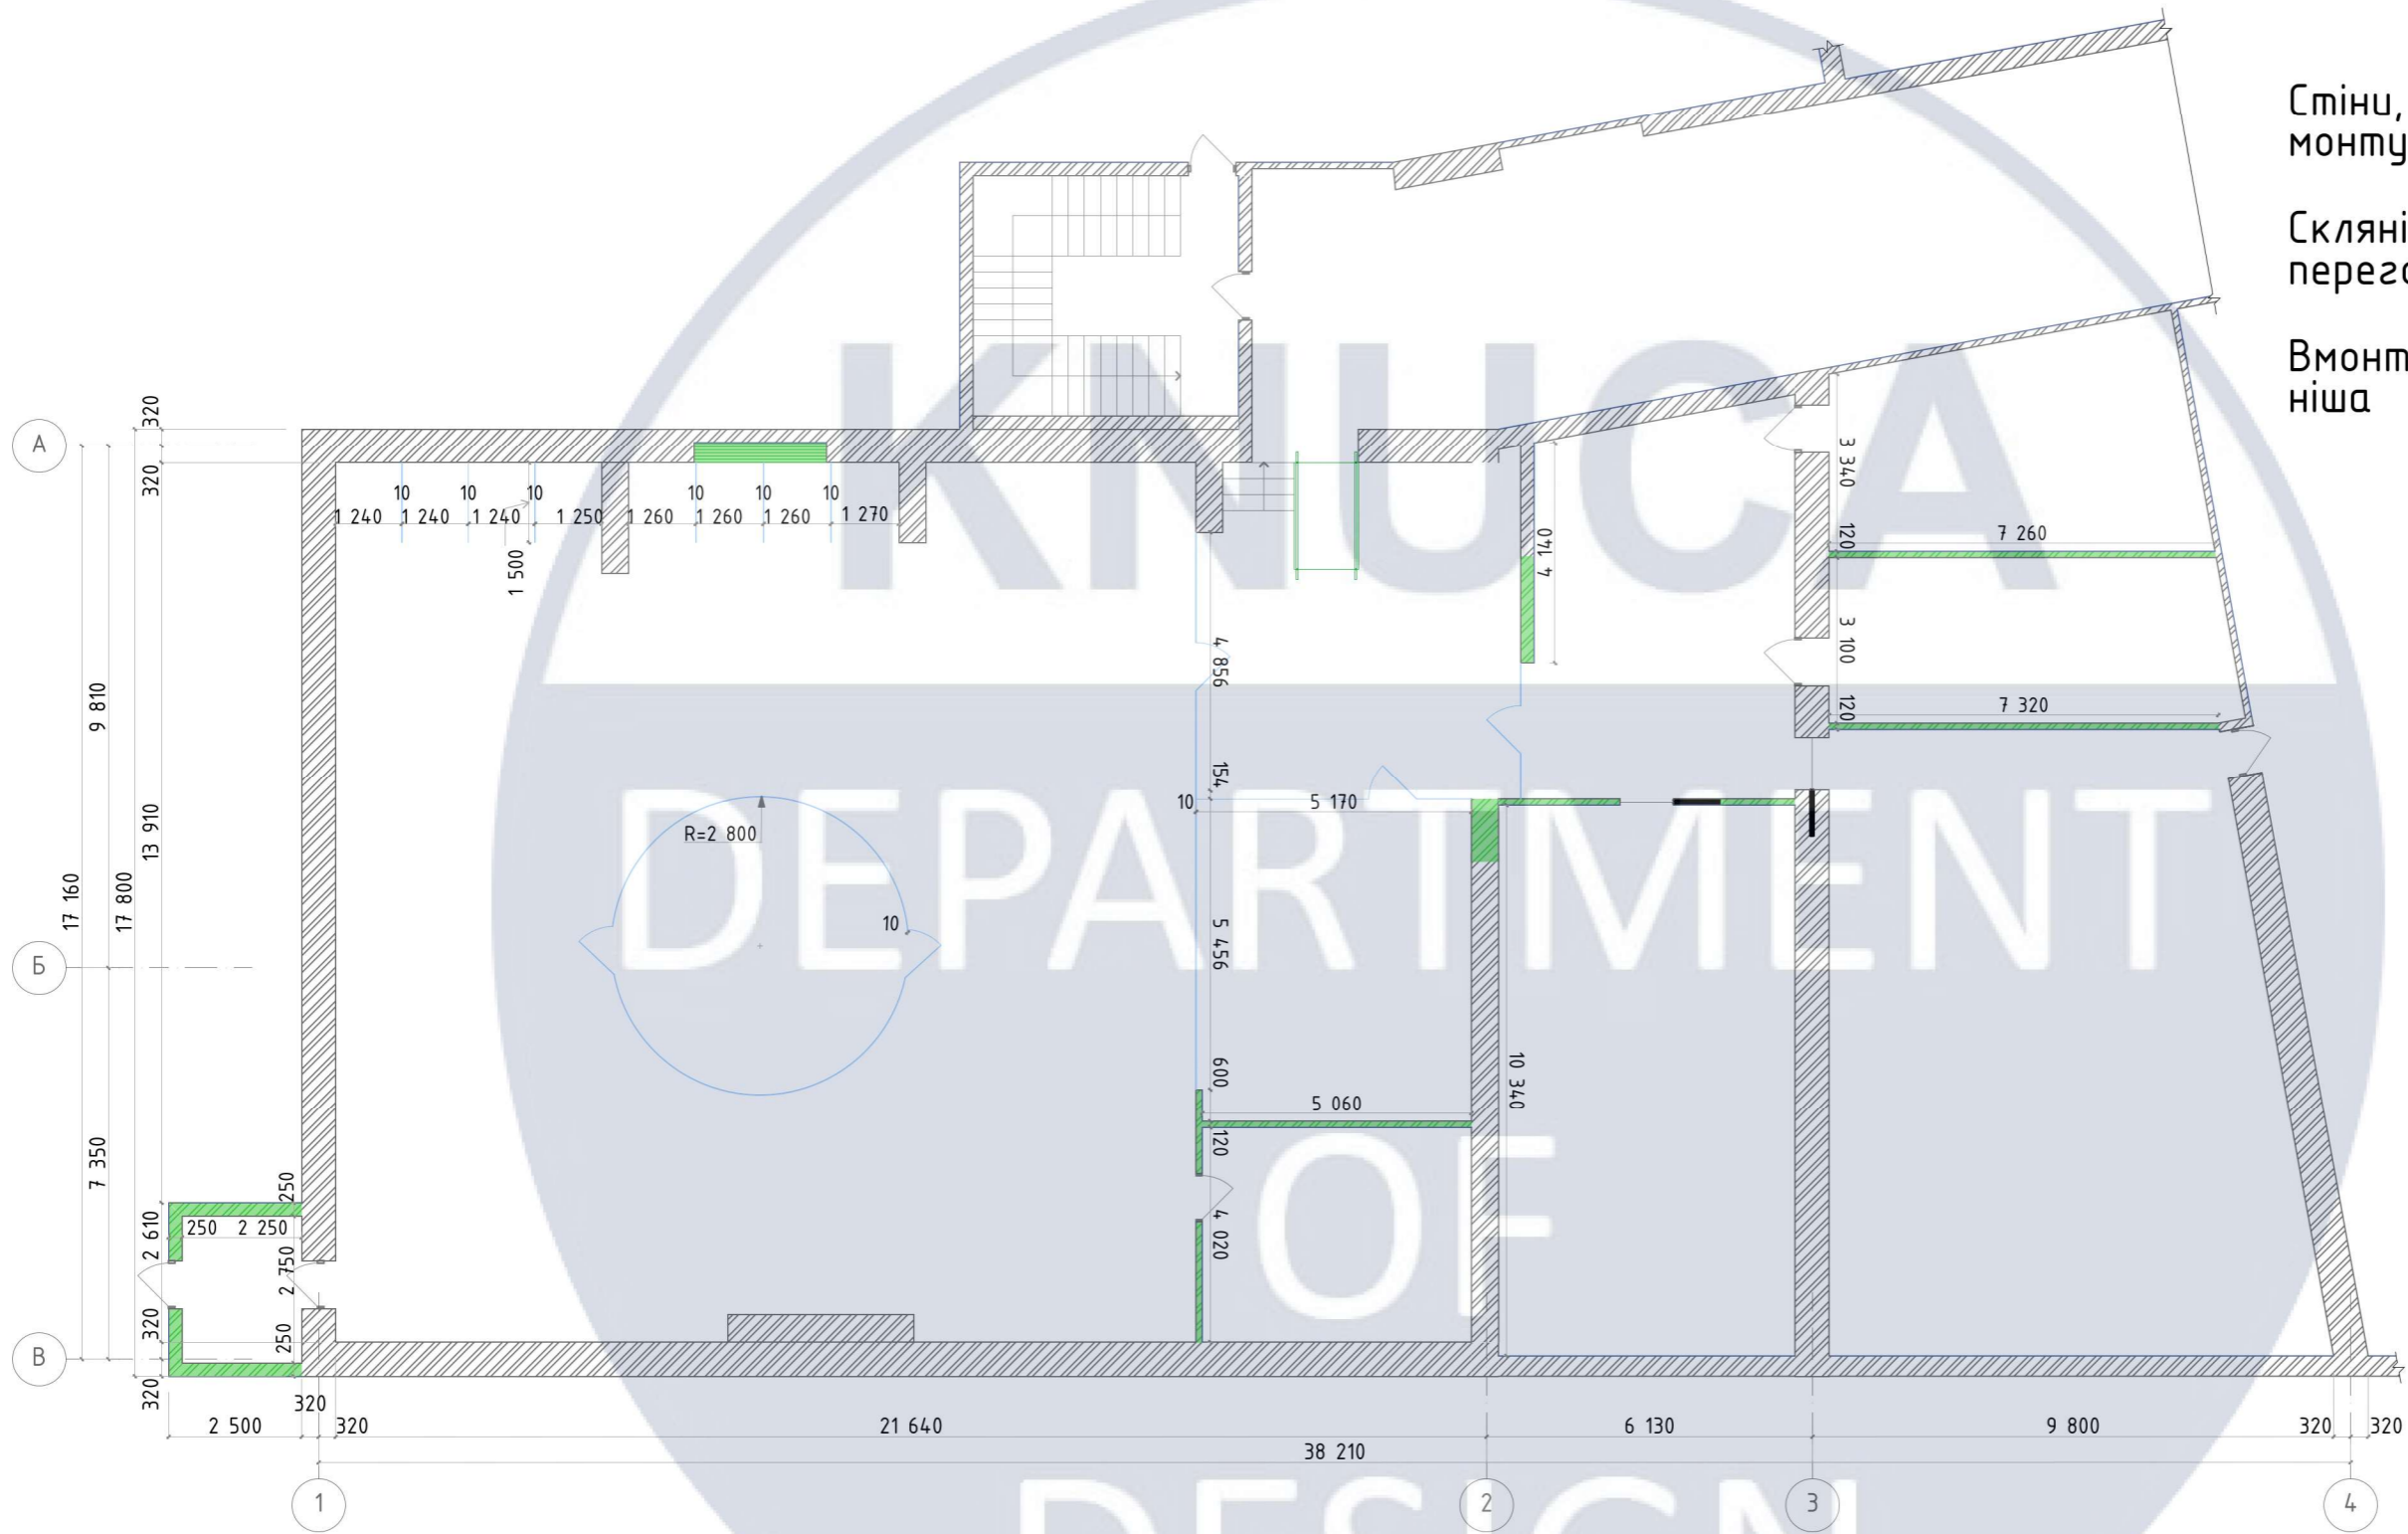 Стіни,
монту
Скляні
перего
Вмонт
ніша
KNUCA
DEPARTMENT
OF
DESIGN
А
Б
В
320
320
9 810
13 910
17 160
17 800
7 350
2 610
320
320
10 10 10 10 10 10
1 240 1 240 1 240 1 250 1 260 1 260 1 260 1 270
1 500
4 140
3 340
120
7 260
3 100
120
7 320
4 856
154
10 5 170
R=2 800
10
5 456
600
5 060
120
4 020
10 340
250
250 2 250
2 750
250
320
2 500 320 21 640 6 130 9 800 320 320
38 210
1 2 3 4